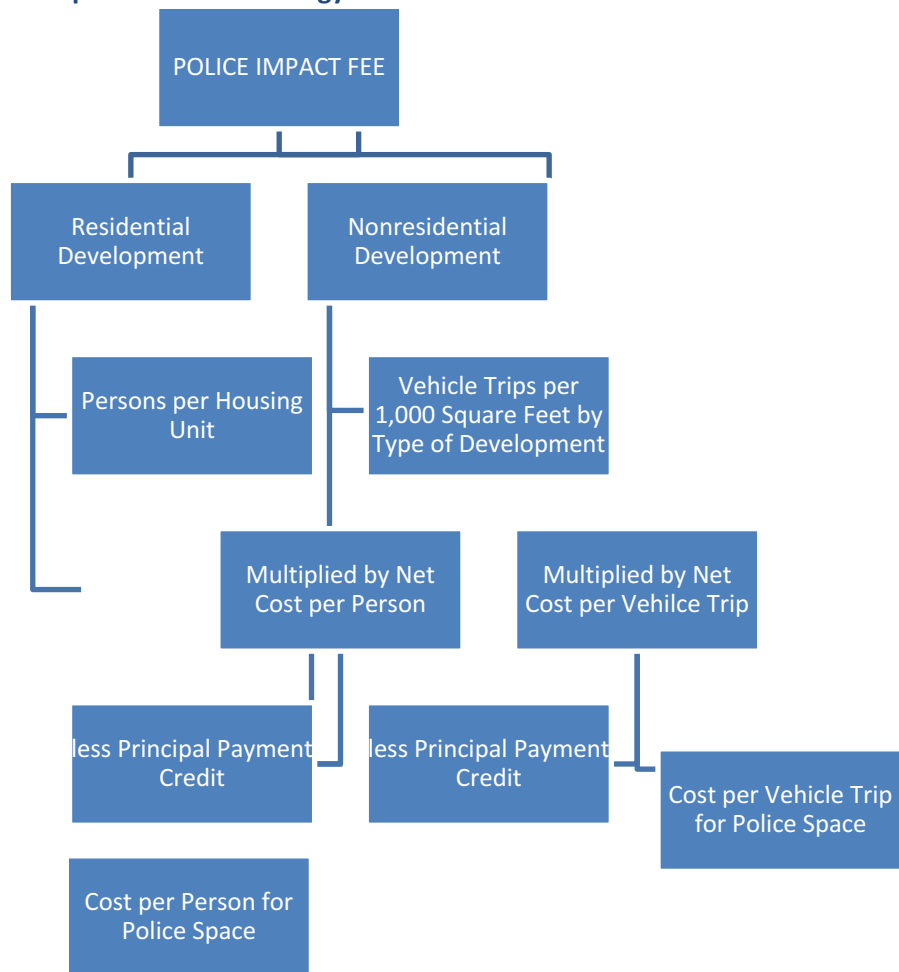 POLICE IMPACT FEE
Residential
Development
Nonresidential
Development
Persons per Housing
Unit
Vehicle Trips per
1,000 Square Feet by
Type of Development
Multiplied by Net
Cost per Person
Multiplied by Net
Cost per Vehilce Trip
less Principal Payment
Credit
less Principal Payment
Credit
Cost per Vehicle Trip
for Police Space
Cost per Person for
Police Space